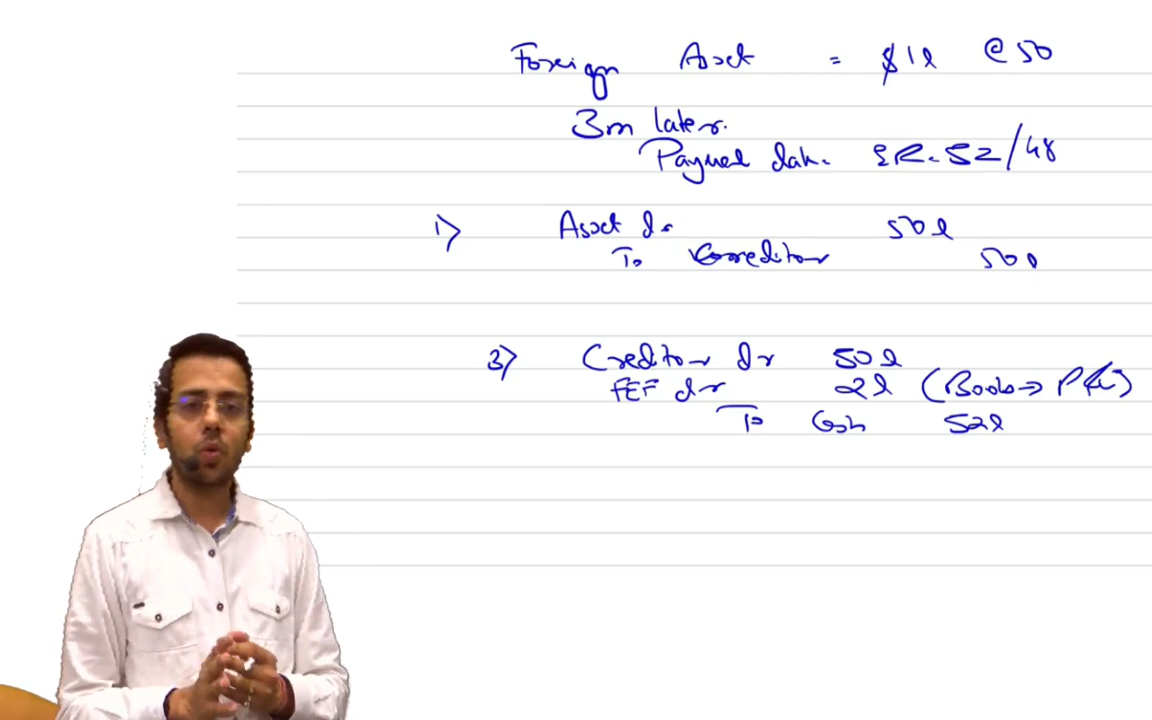 Foreign Asset = $1l @ 50
3m later.
Payment date. ER-52/48
1) Asset dr 50l
To Creditor 50l
3) Creditor dr 50l
FEF dr 2l (Books→ P&L)
To Cash 52l